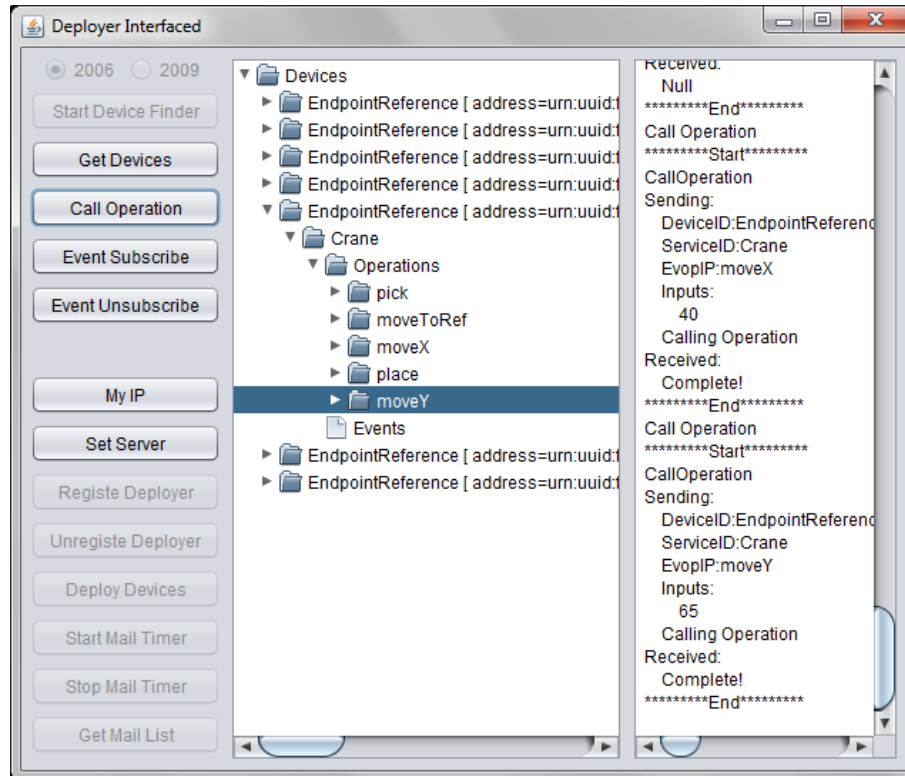 Deployer Interfaced
2006 2009
Start Device Finder
Get Devices
Call Operation
Event Subscribe
Event Unsubscribe
My IP
Set Server
Registe Deployer
Unregiste Deployer
Deploy Devices
Start Mail Timer
Stop Mail Timer
Get Mail List
Devices
EndpointReference [ address=urn:uuid:f
EndpointReference [ address=urn:uuid:f
EndpointReference [ address=urn:uuid:f
EndpointReference [ address=urn:uuid:f
EndpointReference [ address=urn:uuid:f
Crane
Operations
pick
moveToRef
moveX
place
moveY
Events
EndpointReference [ address=urn:uuid:f
EndpointReference [ address=urn:uuid:f
Received:
Null
*********End*********
Call Operation
*********Start*********
CallOperation
Sending:
DeviceID:EndpointReferenc
ServiceID:Crane
EvopIP:moveX
Inputs:
40
Calling Operation
Received:
Complete!
*********End*********
Call Operation
*********Start*********
CallOperation
Sending:
DeviceID:EndpointReferenc
ServiceID:Crane
EvopIP:moveY
Inputs:
65
Calling Operation
Received:
Complete!
*********End*********